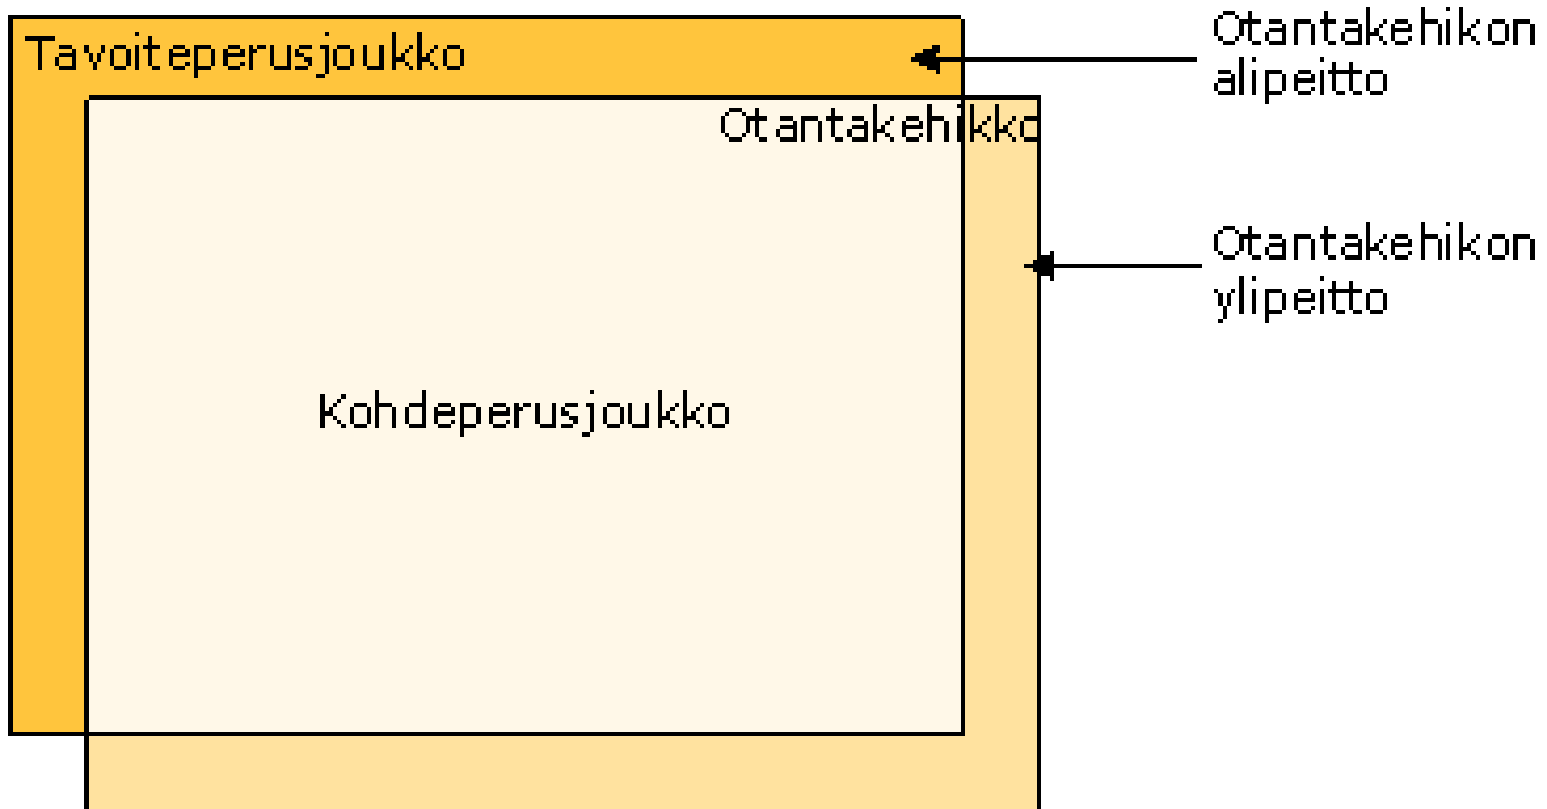 Tavoiteperusjoukko
Otantakehikon
alipeitto
Otantakehikko
Otantakehikon
ylipeitto
Kohdeperusjoukko